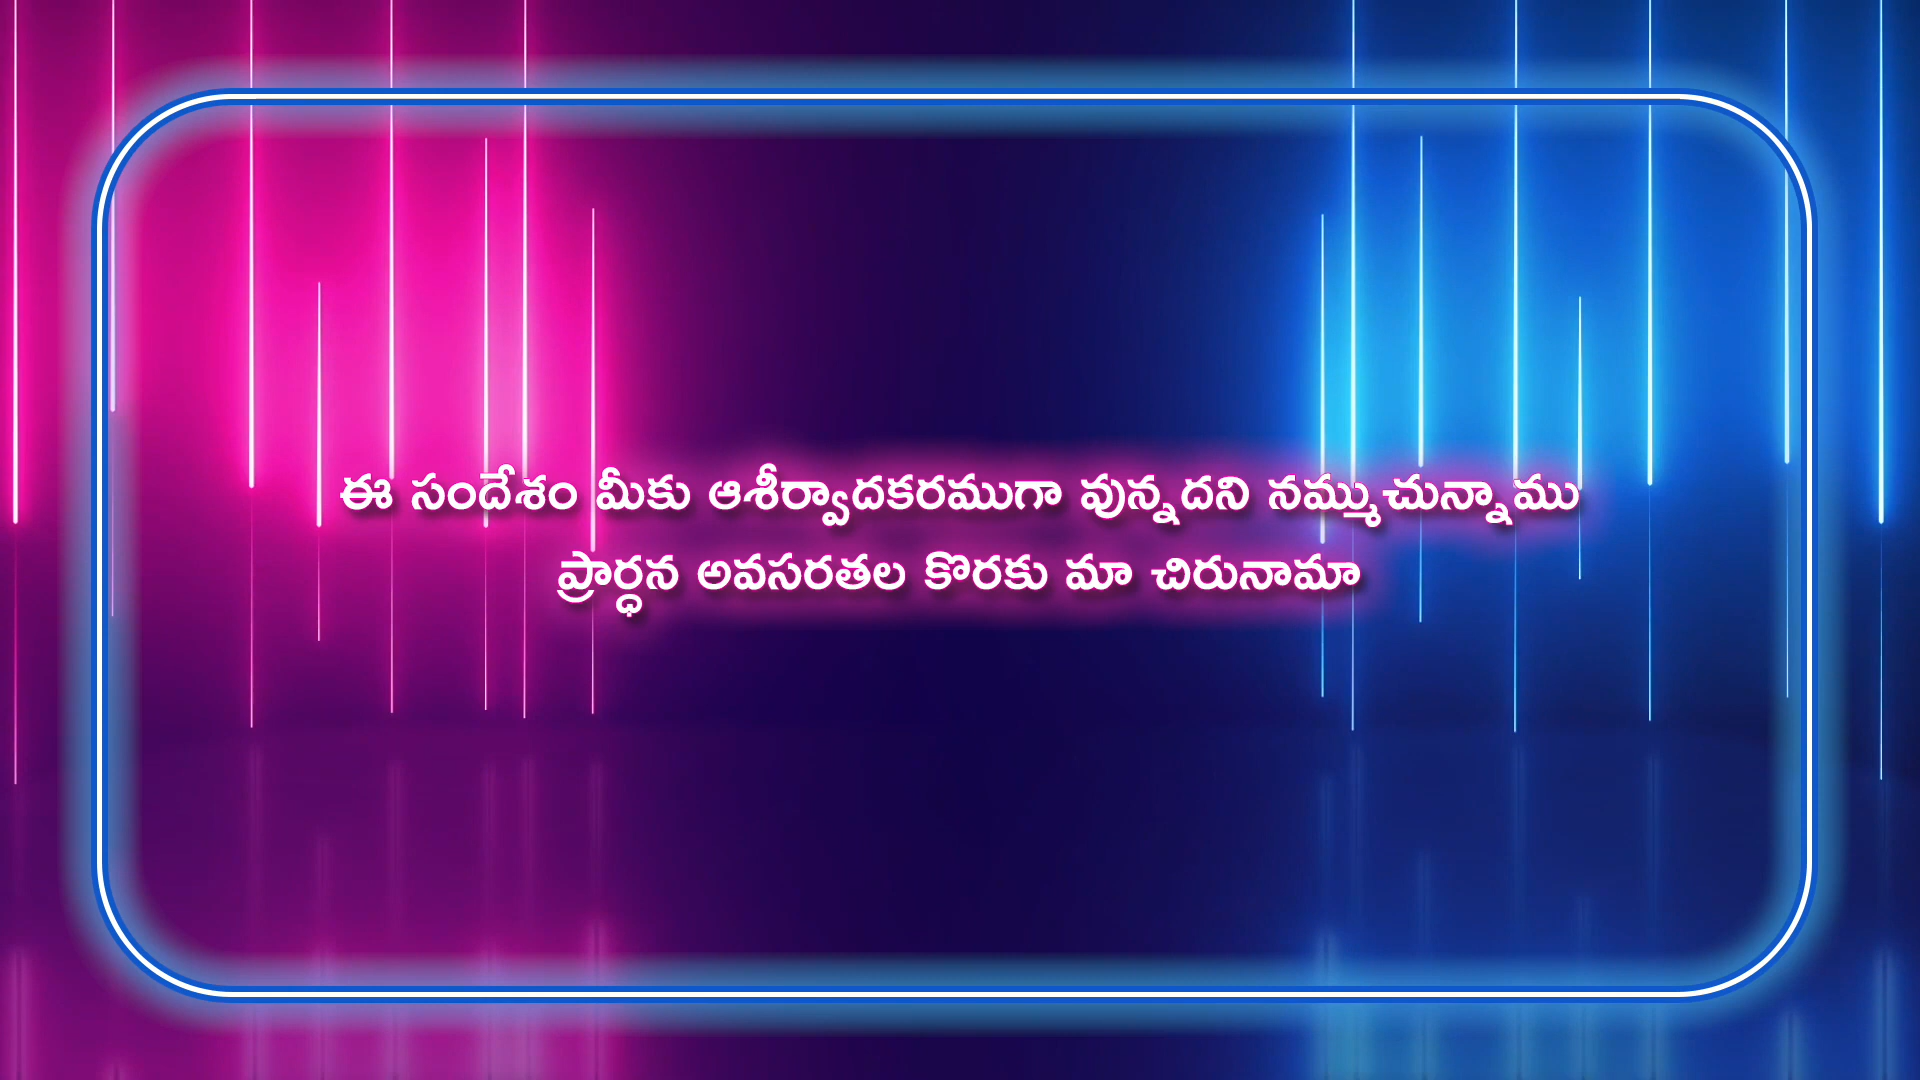 ఈ సందేశం మీకు ఆశీర్వాదకరముగా వున్నదని నమ్ముచున్నాము
ప్రార్ధన అవసరతల కొరకు మా చిరునామా